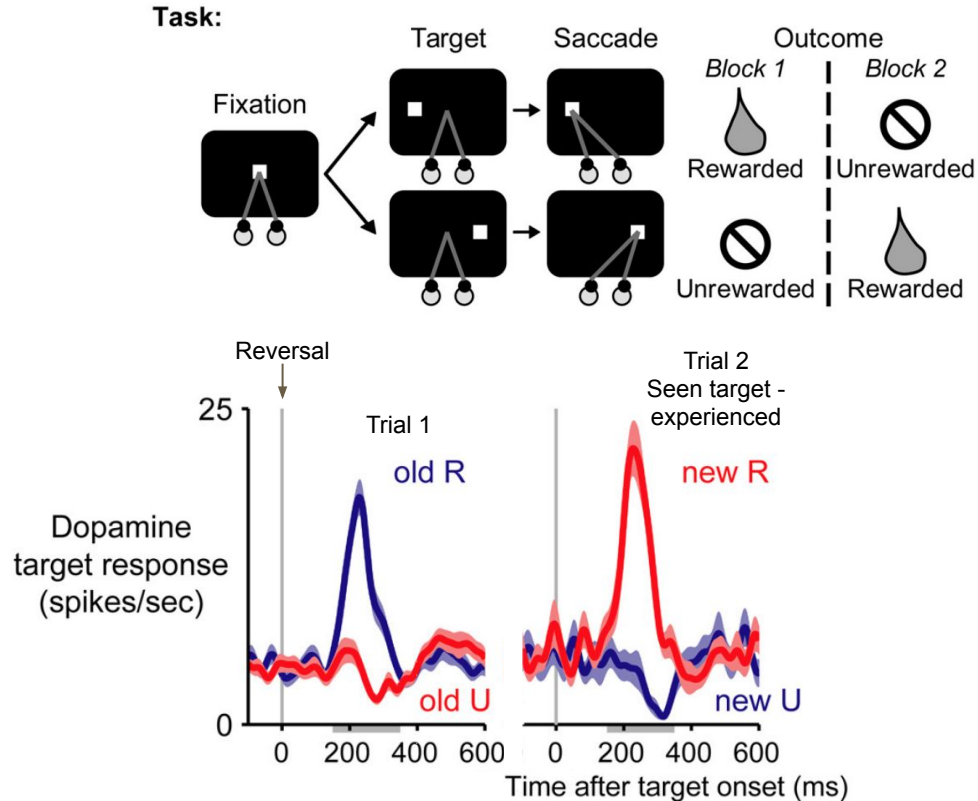 Task:
Target
Saccade
Outcome
Block 1
Block 2
Fixation
Rewarded
Unrewarded
Unrewarded
Rewarded
Reversal
Trial 1
Trial 2
Seen target -
experienced
25
old R
new R
Dopamine
target response
(spikes/sec)
old U
new U
0
0 200 400 600
0 200 400 600
Time after target onset (ms)